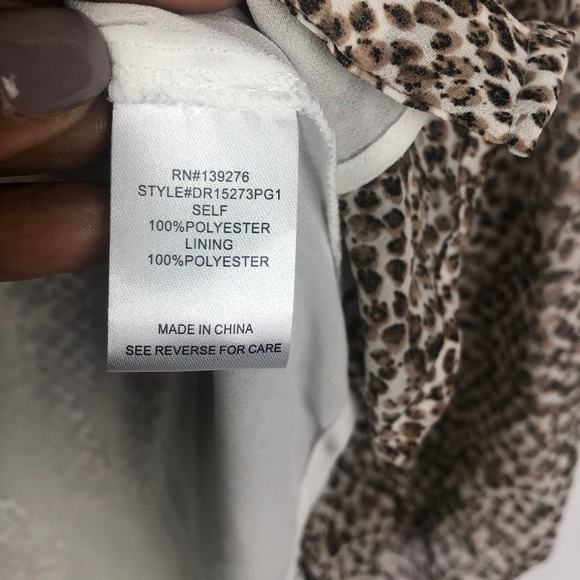 RN#139276
STYLE#DR15273PG1
SELF
100%POLYESTER
LINING
100%POLYESTER
MADE IN CHINA
SEE REVERSE FOR CARE